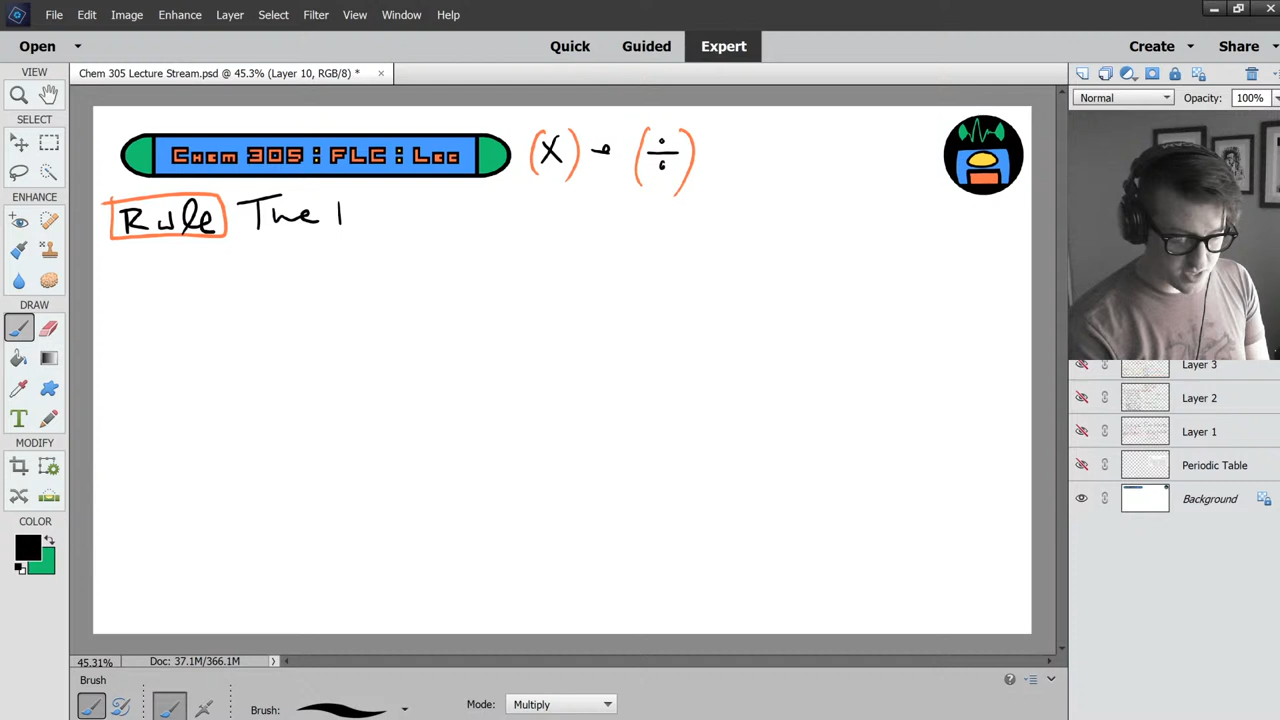 File Edit Image Enhance Layer Select Filter View Window Help
Open Quick Guided Expert Create Share
Chem 305 Lecture Stream.psd @ 45.3% (Layer 10, RGB/8) * ×
VIEW
SELECT
ENHANCE
DRAW
MODIFY
COLOR
Chem 305 : FLC : Lec (X) → (÷)
Rule The
Normal Opacity: 100%
Layer 3
Layer 2
Layer 1
Periodic Table
Background
45.31% Doc: 37.1M/366.1M
Brush
Brush: Mode: Multiply